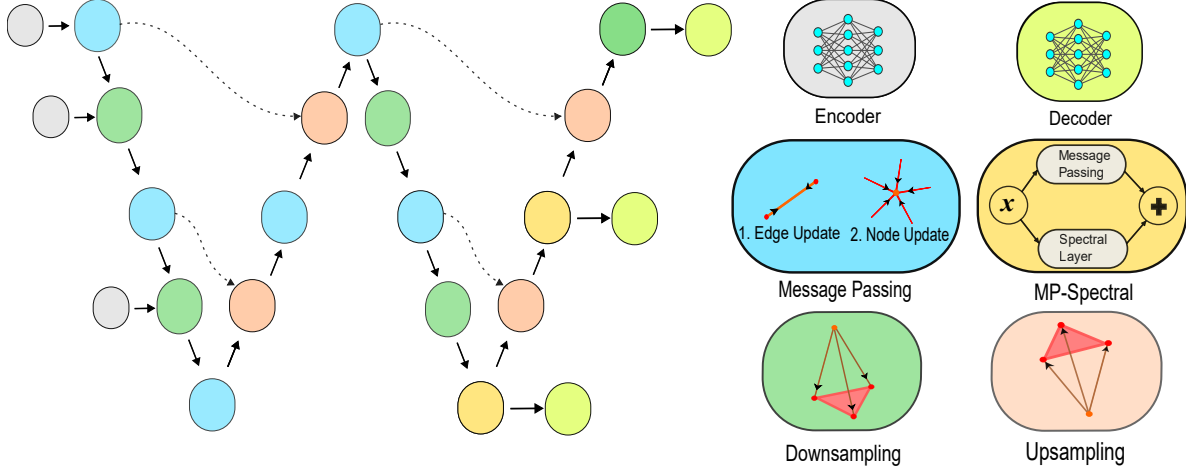 Encoder
Decoder
1. Edge Update
2. Node Update
Message Passing
x
Message
Passing
Spectral
Layer
+
MP-Spectral
Downsampling
Upsampling